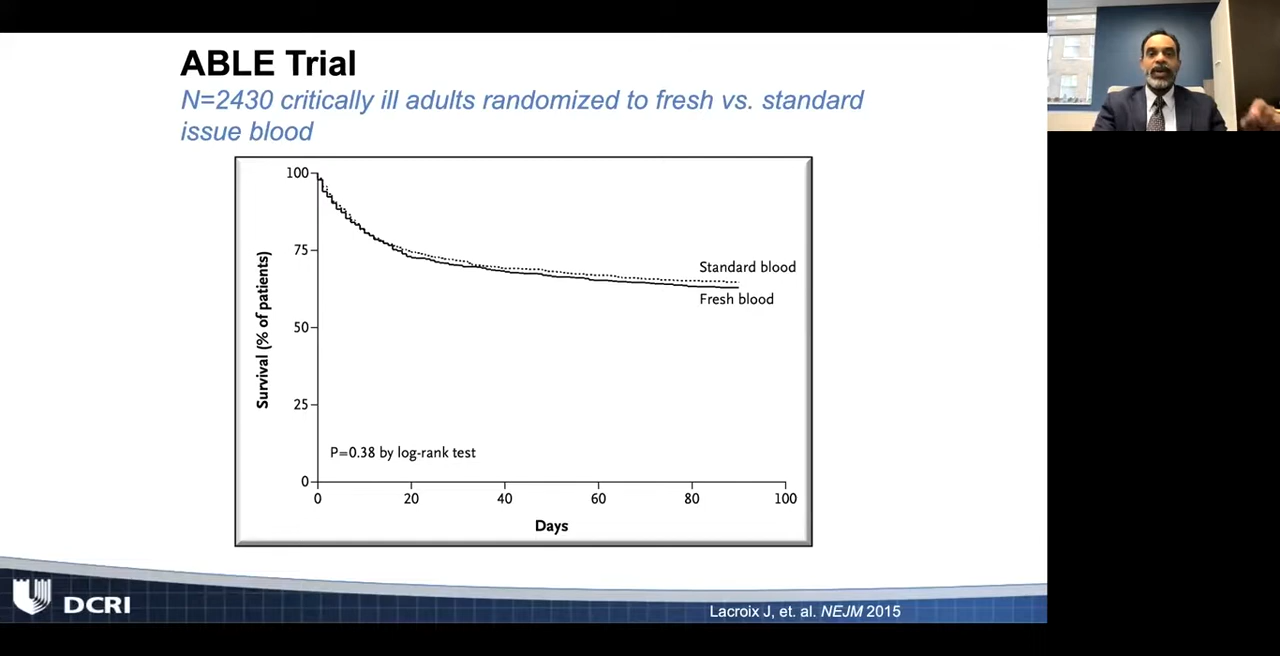 ABLE Trial
N=2430 critically ill adults randomized to fresh vs. standard
issue blood
100
75
50
25
0
Survival (% of patients)
Standard blood
Fresh blood
P=0.38 by log-rank test
0 20 40 60 80 100
Days
DCRI
Lacroix J, et. al. NEJM 2015